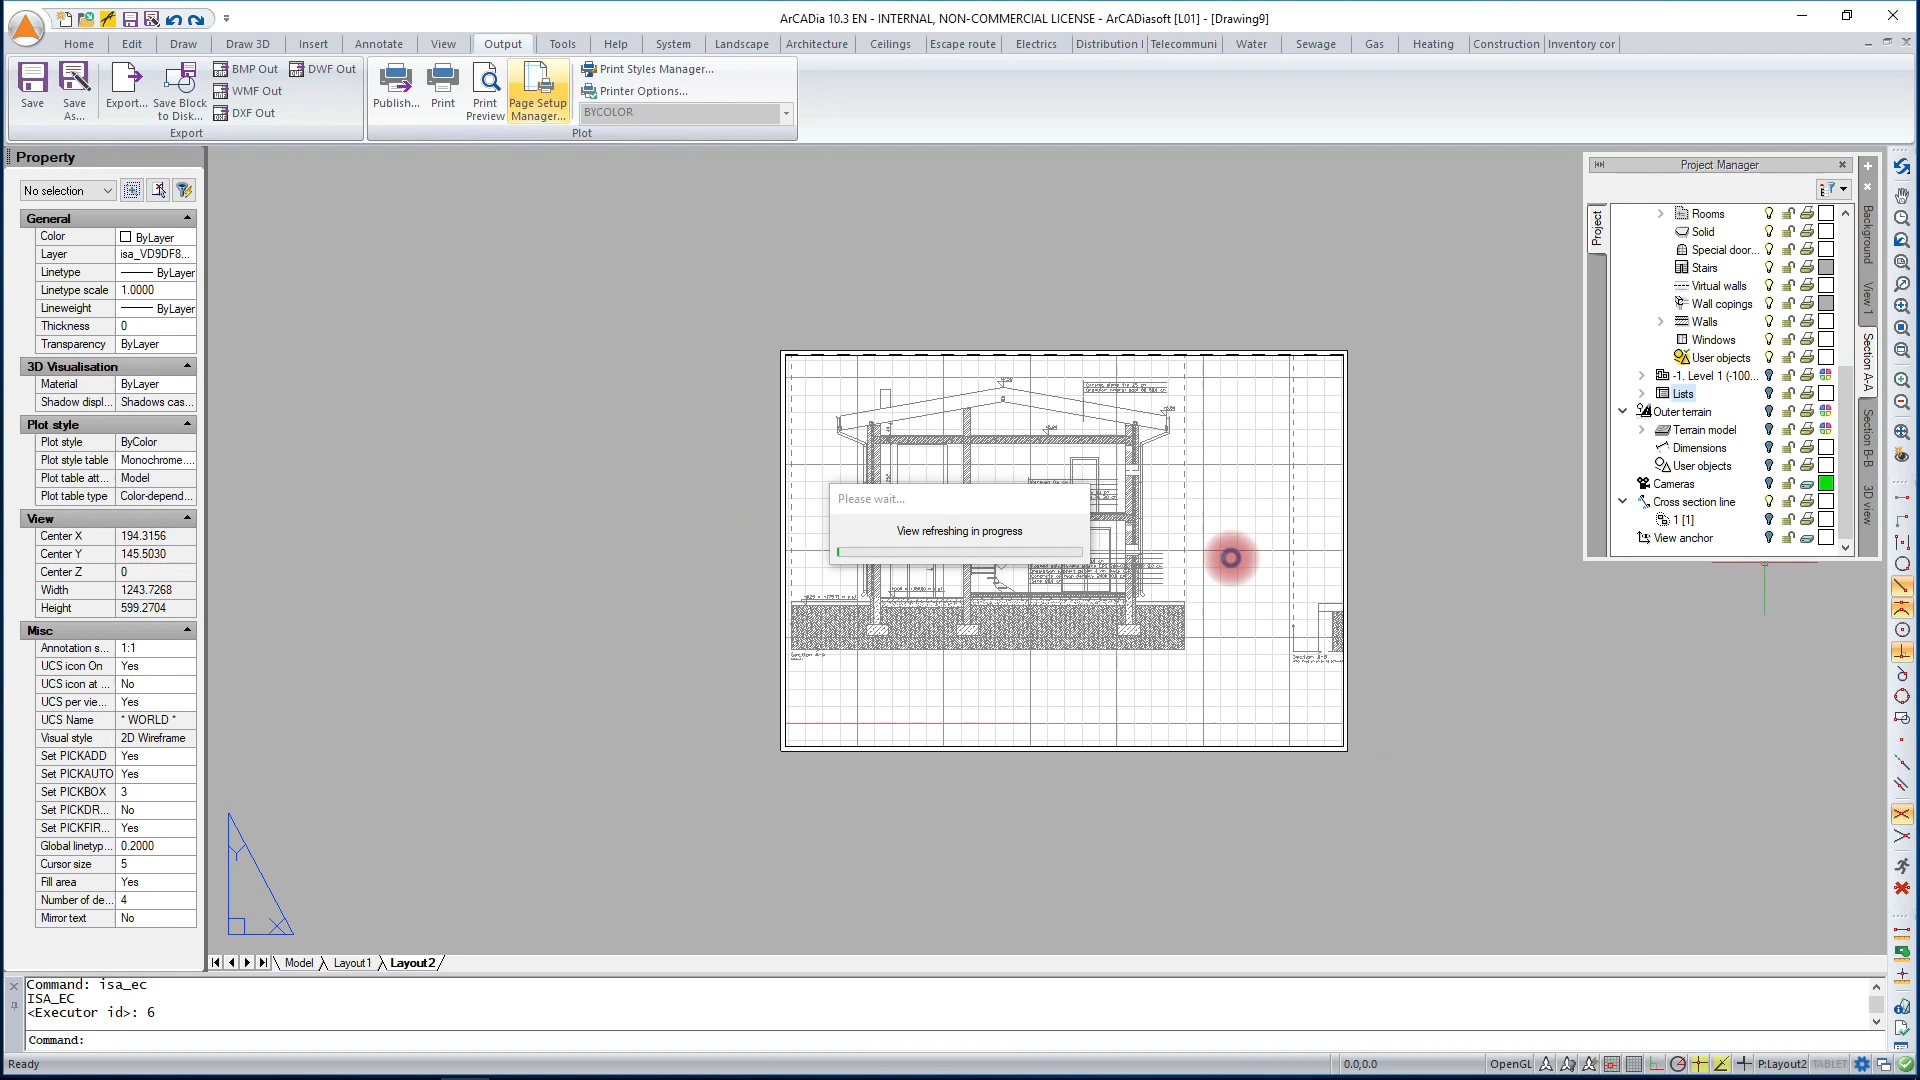 ArCADia 10.3 EN - INTERNAL, NON-COMMERCIAL LICENSE - ArCADiasoft [L01] - [Drawing9]
Home Edit Draw Draw 3D Insert Annotate View Output Tools Help System Landscape Architecture Ceilings Escape route Electrics Distribution Telecommuni Water Sewage Gas Heating Construction Inventory cor
BMP Out
DWF Out
WMF Out
DXF Out
Save
Save As...
Export...
Save Block to Disk...
Export
Publish...
Print
Print Preview
Page Setup Manager...
Print Styles Manager...
Printer Options...
BYCOLOR
Plot
Property
No selection
General
Color ByLayer
Layer isa_VD9DF8...
Linetype ByLayer
Linetype scale 1.0000
Lineweight ByLayer
Thickness 0
Transparency ByLayer
3D Visualisation
Material ByLayer
Shadow displ... Shadows cas...
Plot style
Plot style ByColor
Plot style table Monochrome....
Plot table att... Model
Plot table type Color-depend...
View
Center X 194.3156
Center Y 145.5030
Center Z 0
Width 1243.7268
Height 599.2704
Misc
Annotation s... 1:1
UCS icon On Yes
UCS icon at ... No
UCS per vie... Yes
UCS Name * WORLD *
Visual style 2D Wireframe
Set PICKADD Yes
Set PICKAUTO Yes
Set PICKBOX 3
Set PICKDR... No
Set PICKFIR... Yes
Global linetyp... 0.2000
Cursor size 5
Fill area Yes
Number of de... 4
Mirror text No
Please wait...
View refreshing in progress
Section A-A
Section B-B
Project Manager
Project
Rooms
Solid
Special door...
Stairs
Virtual walls
Wall copings
Walls
Windows
User objects
-1. Level 1 (-100...
Lists
Outer terrain
Terrain model
Dimensions
User objects
Cameras
Cross section line
1 [1]
View anchor
Background
View 1
Section A-A
Section B-B
3D view
Y
X
Model Layout1 Layout2
Command: isa_ec
ISA_EC
<Executor id>: 6
Command:
Ready
0.0,0.0
OpenGL
P:Layout2
TABLET